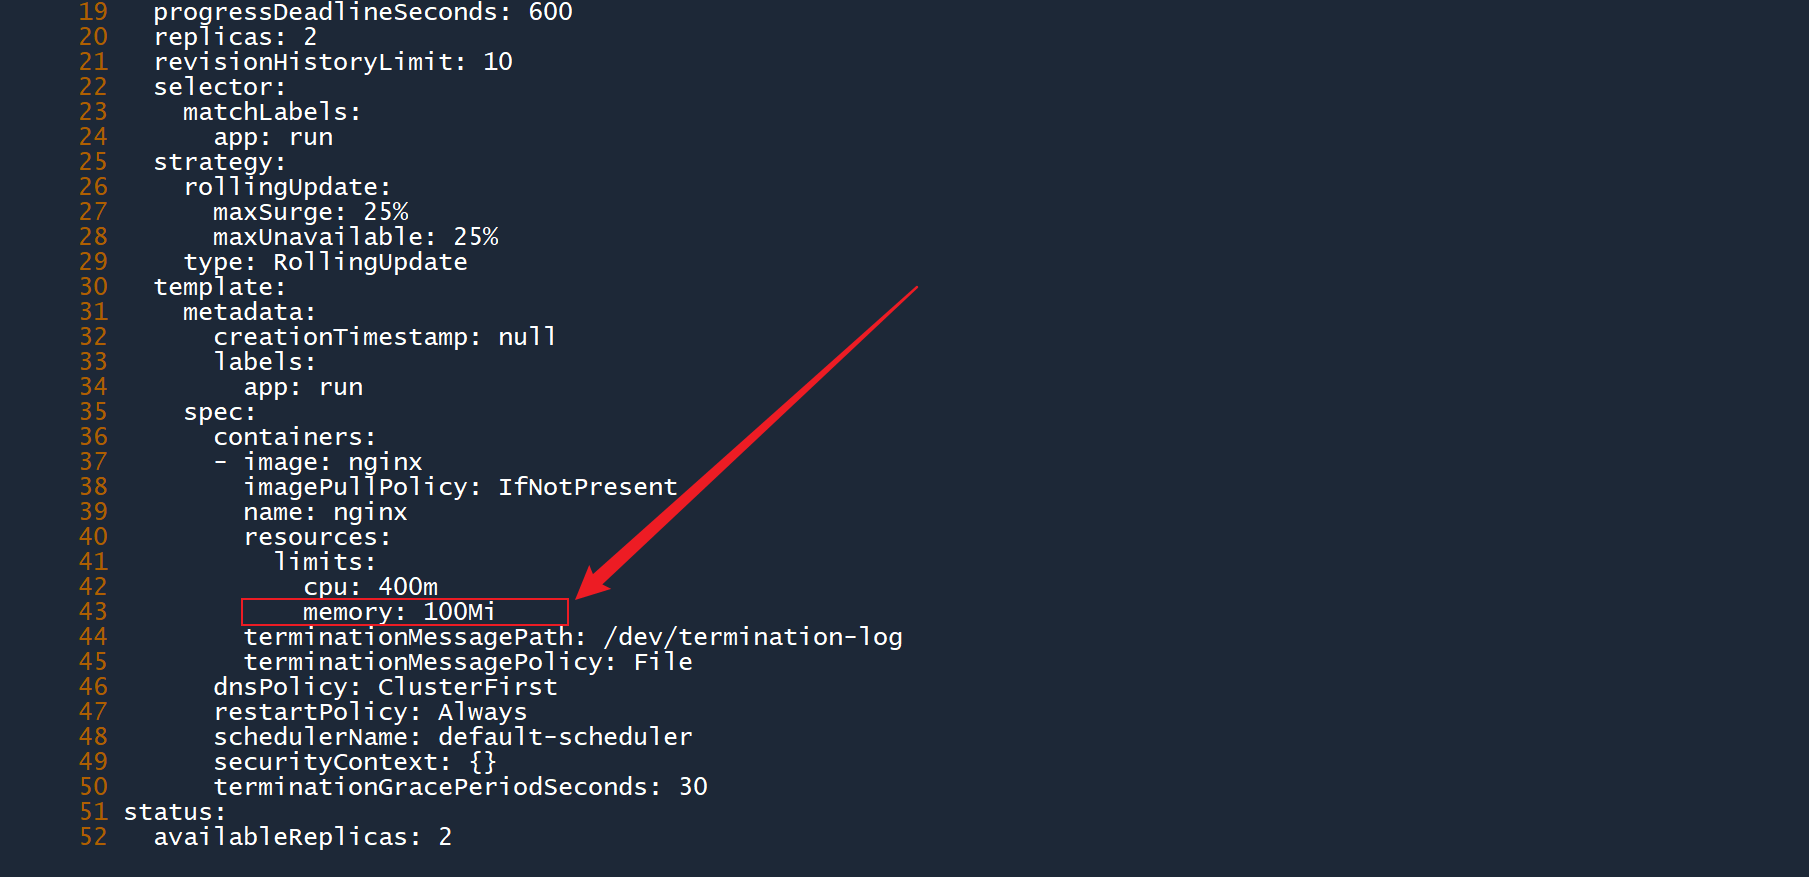 19   progressDeadlineSeconds: 600
20   replicas: 2
21   revisionHistoryLimit: 10
22   selector:
23     matchLabels:
24       app: run
25   strategy:
26     rollingUpdate:
27       maxSurge: 25%
28       maxUnavailable: 25%
29     type: RollingUpdate
30   template:
31     metadata:
32       creationTimestamp: null
33       labels:
34         app: run
35     spec:
36       containers:
37       - image: nginx
38         imagePullPolicy: IfNotPresent
39         name: nginx
40         resources:
41           limits:
42             cpu: 400m
43             memory: 100Mi
44         terminationMessagePath: /dev/termination-log
45         terminationMessagePolicy: File
46       dnsPolicy: ClusterFirst
47       restartPolicy: Always
48       schedulerName: default-scheduler
49       securityContext: {}
50       terminationGracePeriodSeconds: 30
51 status:
52   availableReplicas: 2